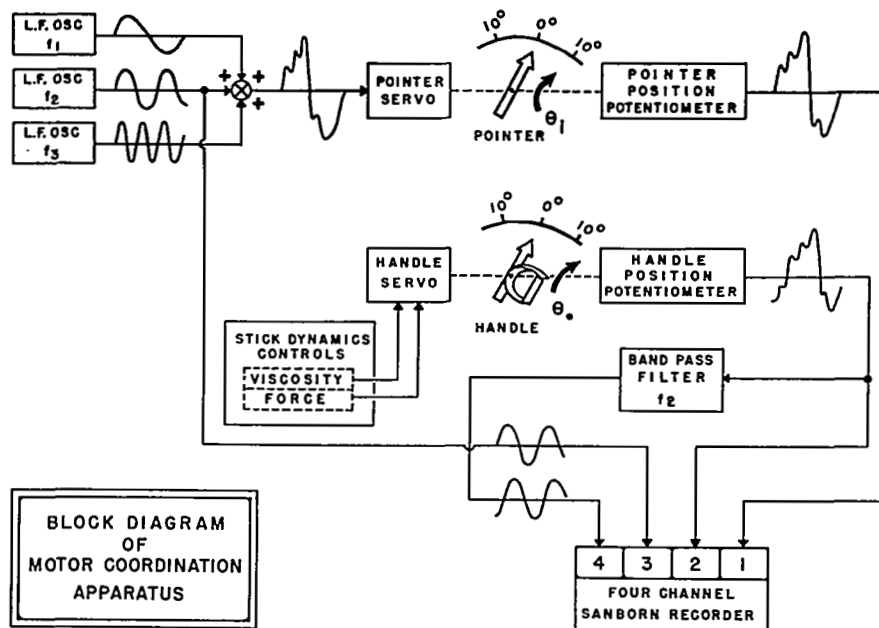 L.F. OSC
f1
L.F. OSC
f2
L.F. OSC
f3
+ +
+
POINTER
SERVO
10° 0° 10°
θi
POINTER
POINTER
POSITION
POTENTIOMETER
HANDLE
SERVO
10° 0° 10°
θo
HANDLE
HANDLE
POSITION
POTENTIOMETER
STICK DYNAMICS
CONTROLS
VISCOSITY
FORCE
BAND PASS
FILTER
f2
BLOCK DIAGRAM
OF
MOTOR COORDINATION
APPARATUS
4 3 2 1
FOUR CHANNEL
SANBORN RECORDER